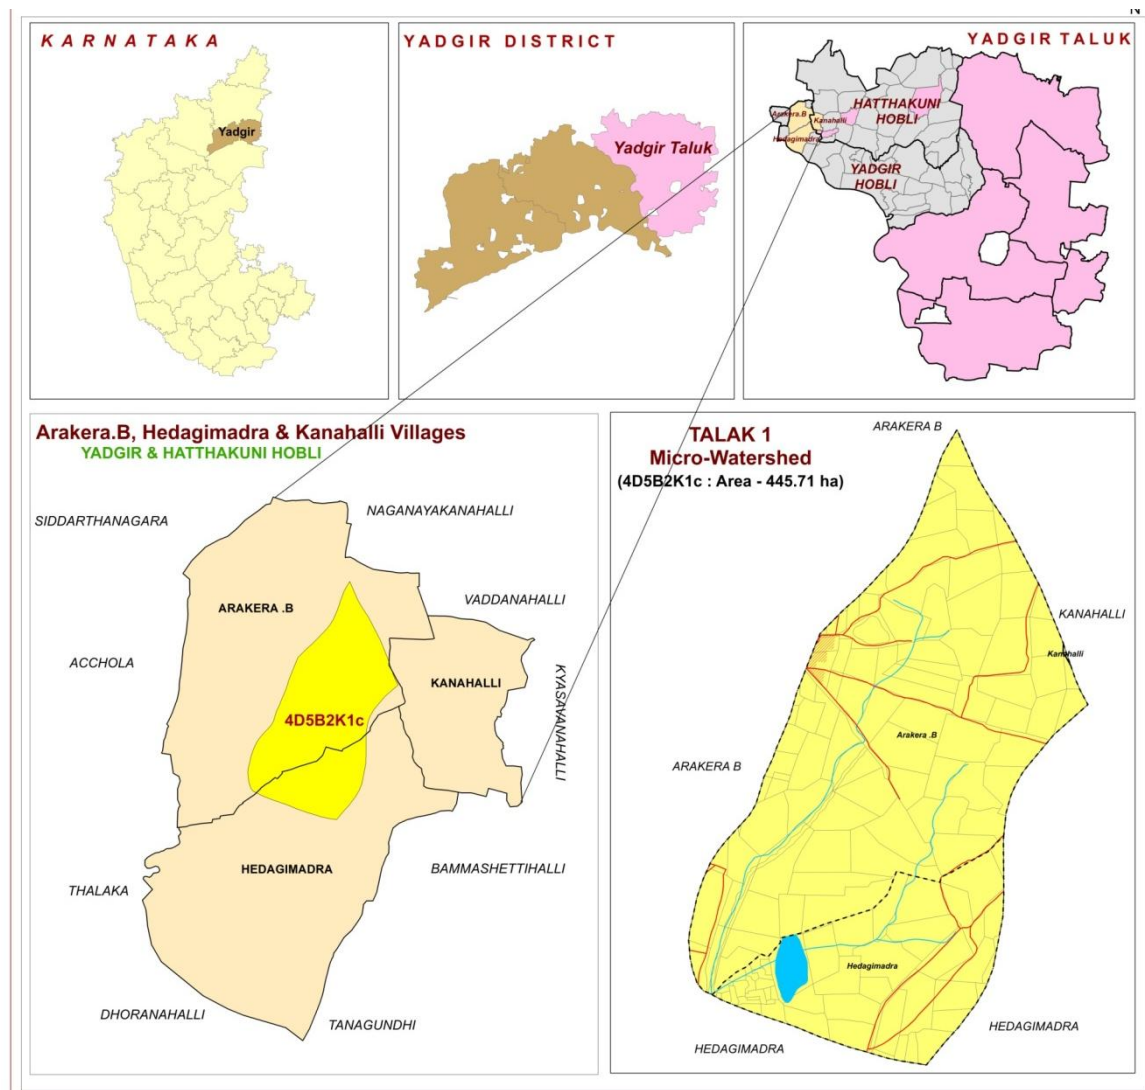 N
KARNATAKA
Yadgir
YADGIR DISTRICT
Yadgir Taluk
YADGIR TALUK
HATTHAKUNI
HOBLI
Arakera.B
Kanahalli
Hedagimadra
YADGIR
HOBLI
Arakera.B, Hedagimadra & Kanahalli Villages
YADGIR & HATTHAKUNI HOBLI
SIDDARTHANAGARA
NAGANAYAKANAHALLI
ARAKERA .B
VADDANAHALLI
ACCHOLA
KANAHALLI
KYASAVANAHALLI
4D5B2K1c
HEDAGIMADRA
BAMMASHETTIHALLI
THALAKA
DHORANAHALLI
TANAGUNDHI
TALAK 1
Micro-Watershed
(4D5B2K1c : Area - 445.71 ha)
ARAKERA B
KANAHALLI
Kanahalli
Arakera .B
ARAKERA B
Hedagimadra
HEDAGIMADRA
HEDAGIMADRA